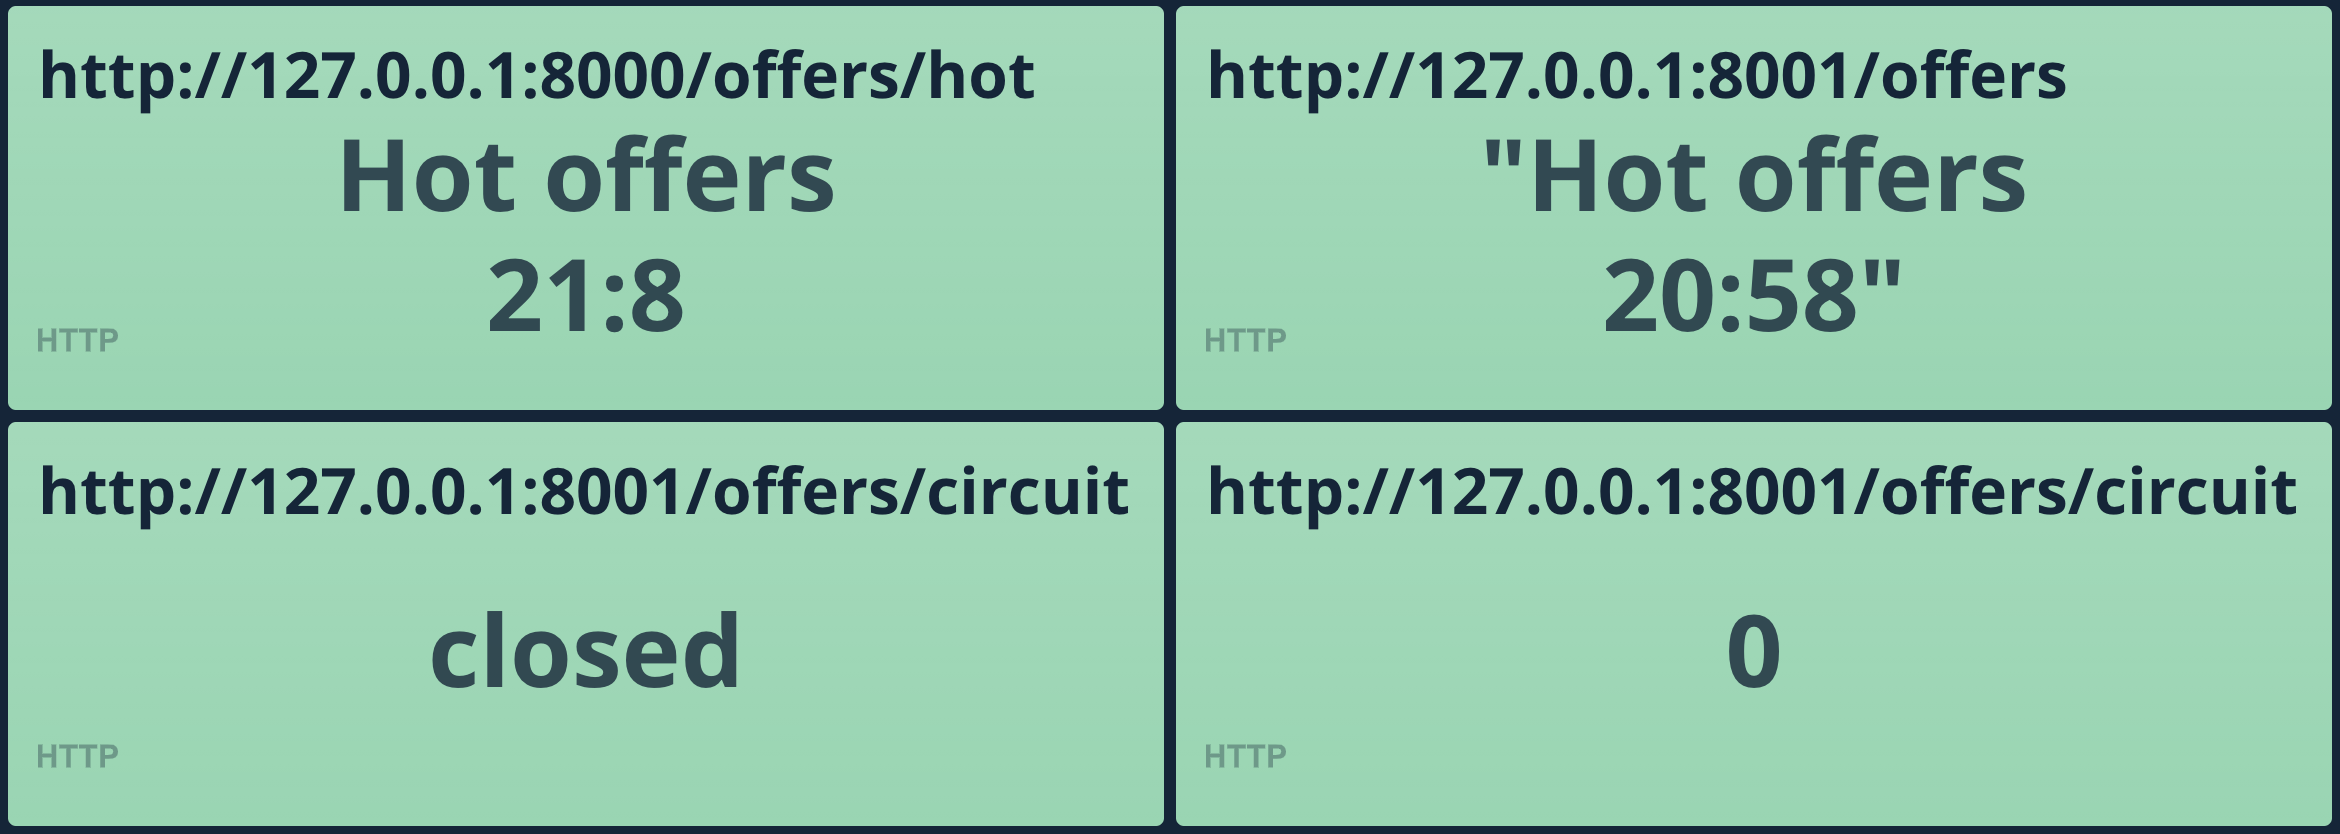 http://127.0.0.1:8000/offers/hot
Hot offers
21:8
HTTP
http://127.0.0.1:8001/offers
"Hot offers
20:58"
HTTP
http://127.0.0.1:8001/offers/circuit
closed
HTTP
http://127.0.0.1:8001/offers/circuit
0
HTTP